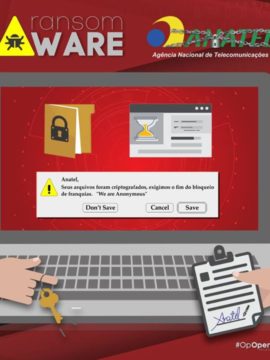 ransom
AWARE
ANATEL
Agência Nacional de Telecomunicações
Anatel,
Seus arquivos foram criptografados, exigimos o fim do bloqueio
de franquias. "We are Anonymous"
Don't Save
Cancel
Save
Anatel
#OpOper